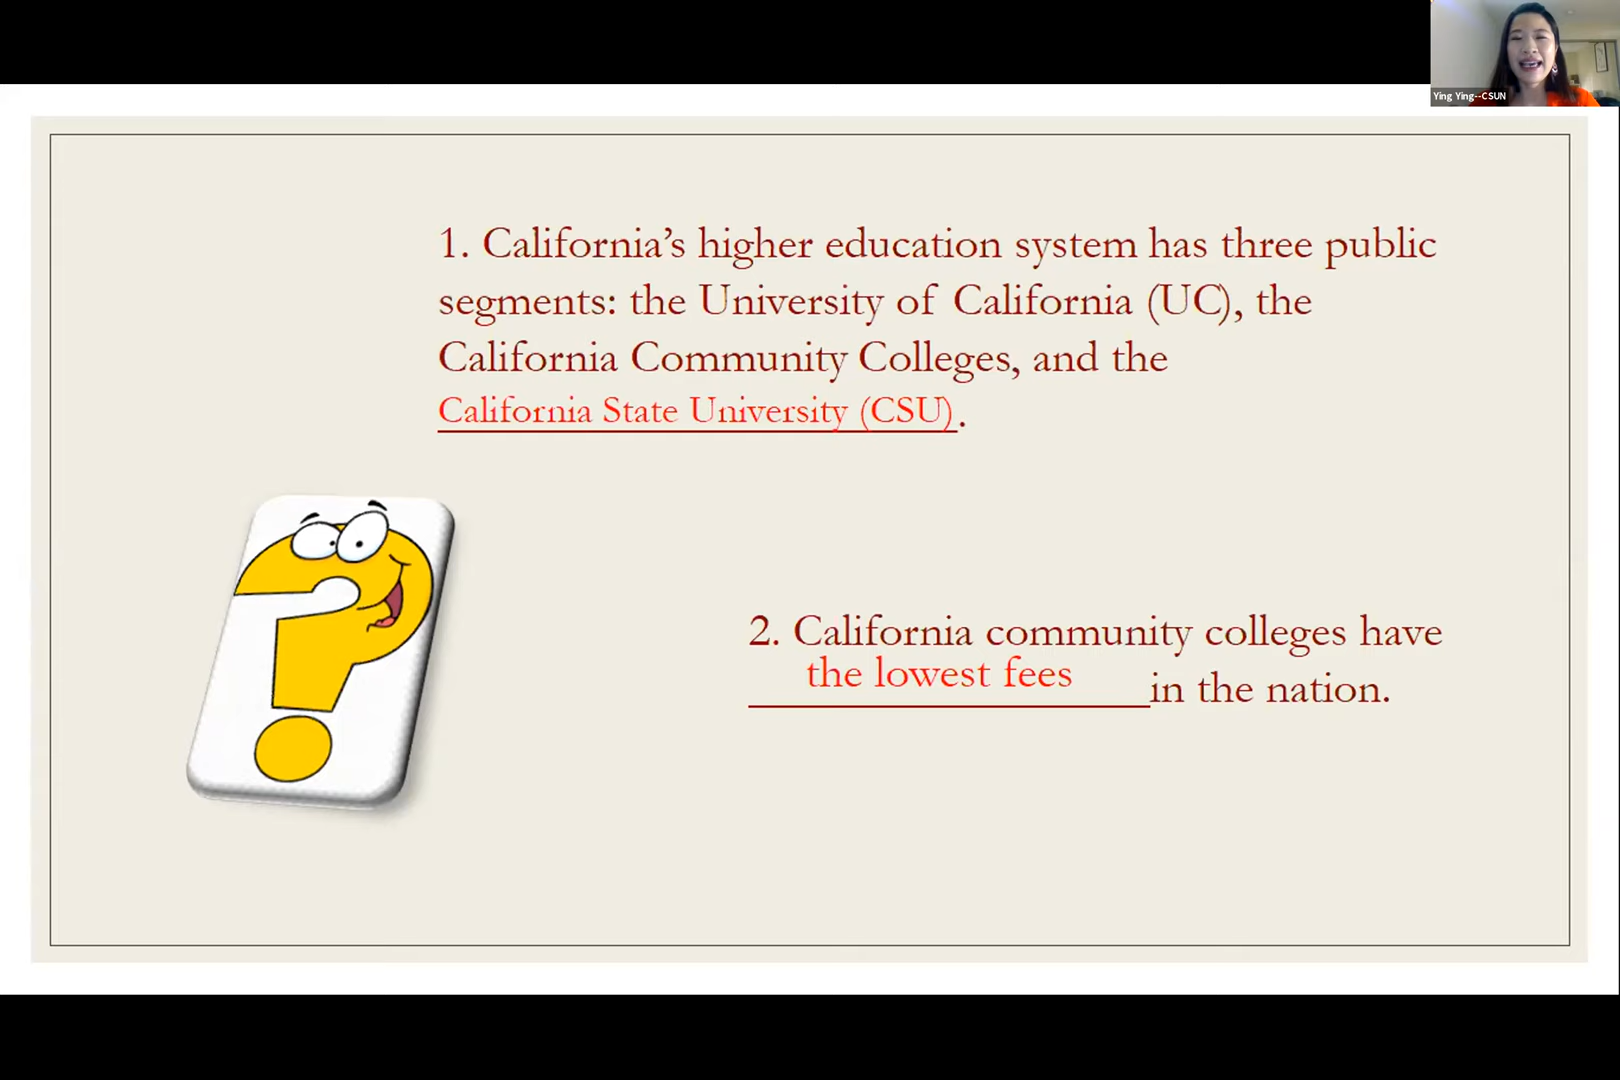 Ying Ying--CSUN
1. California’s higher education system has three public
segments: the University of California (UC), the
California Community Colleges, and the
California State University (CSU).
2. California community colleges have
the lowest fees in the nation.